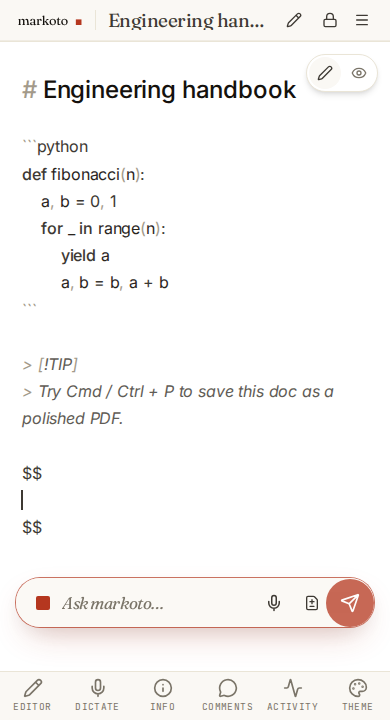 markoto
Engineering han...
# Engineering handbook
```python
def fibonacci(n):
    a, b = 0, 1
    for _ in range(n):
        yield a
        a, b = b, a + b
```
> [!TIP]
> Try Cmd / Ctrl + P to save this doc as a
polished PDF.
$$
$$
Ask markoto...
EDITOR DICTATE INFO COMMENTS ACTIVITY THEME